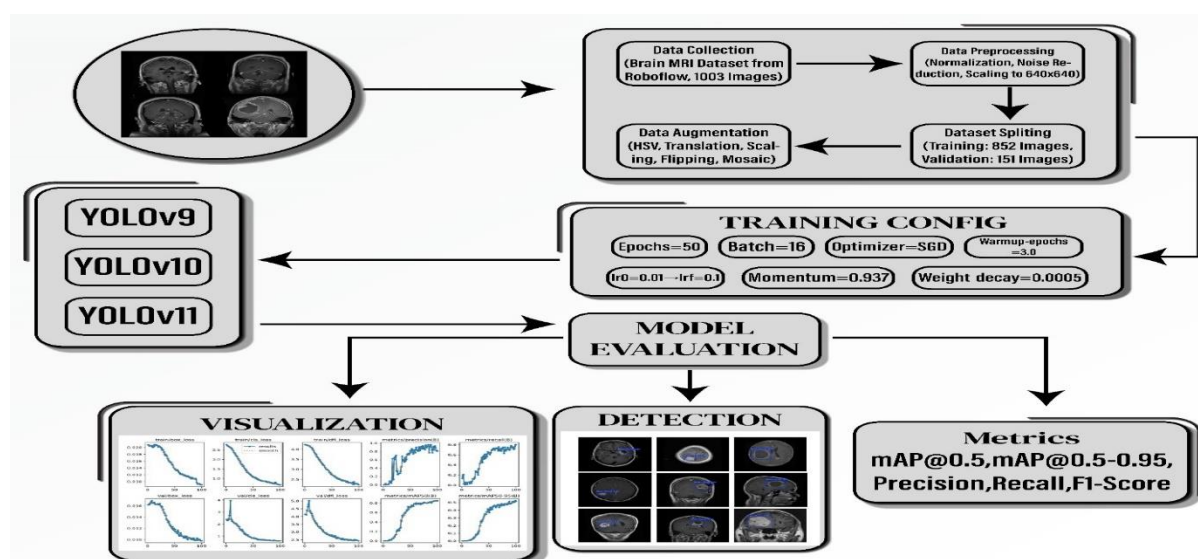 Data Collection
(Brain MRI Dataset from
Roboflow, 1003 Images)
Data Preprocessing
(Normalization, Noise Re-
duction, Scaling to 640x640)
Data Augmentation
(HSV, Translation, Scal-
ing, Flipping, Mosaic)
Dataset Spliting
(Training: 852 Images,
Validation: 151 Images)
YOLOv9
YOLOv10
YOLOv11
TRAINING CONFIG
Epochs=50
Batch=16
Optimizer=SGD
Warmup-epochs
=3.0
lr0=0.01→lrf=0.1
Momentum=0.937
Weight decay=0.0005
MODEL
EVALUATION
VISUALIZATION
DETECTION
Metrics
mAP@0.5,mAP@0.5-0.95,
Precision,Recall,F1-Score